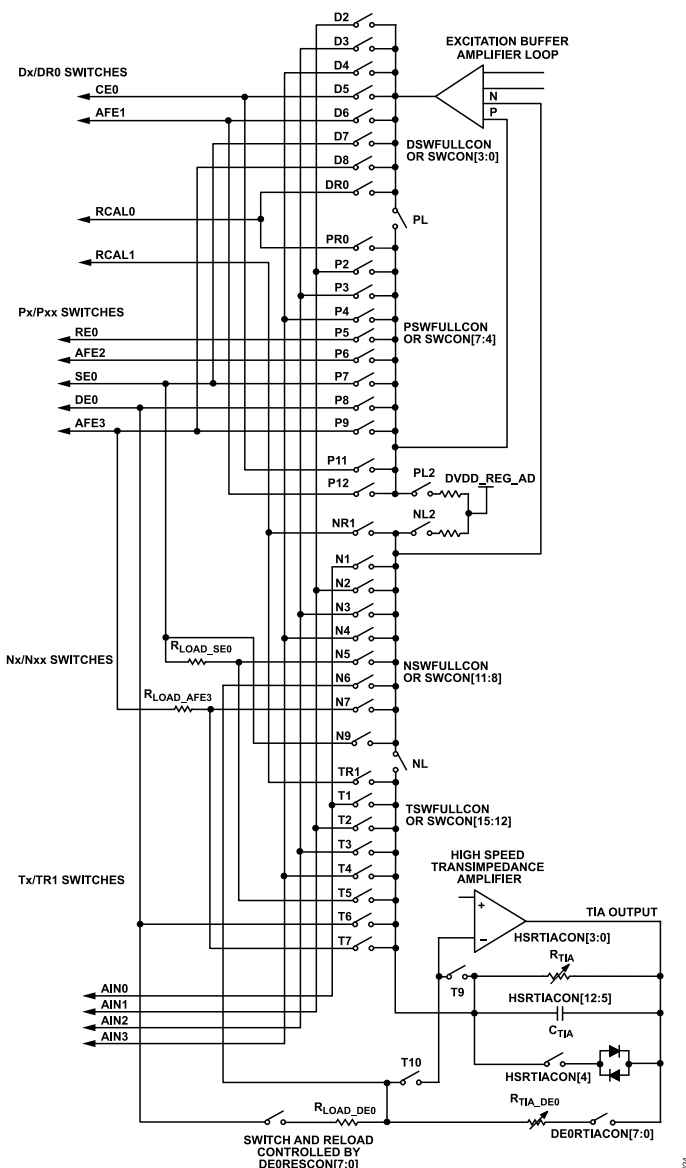 D2
D3
EXCITATION BUFFER
AMPLIFIER LOOP
D4
Dx/DR0 SWITCHES
CE0
D5
N
AFE1
D6
P
D7
DSWFULLCON
OR SWCON[3:0]
D8
DR0
RCAL0
PL
PR0
RCAL1
P2
P3
Px/Pxx SWITCHES
P4
PSWFULLCON
OR SWCON[7:4]
RE0
P5
AFE2
P6
SE0
P7
DE0
P8
AFE3
P9
P11
PL2
DVDD_REG_AD
P12
NR1
NL2
N1
N2
N3
N4
RLOAD_SE0
N5
NSWFULLCON
OR SWCON[11:8]
Nx/Nxx SWITCHES
N6
RLOAD_AFE3
N7
N9
NL
TR1
T1
TSWFULLCON
OR SWCON[15:12]
T2
T3
HIGH SPEED
TRANSIMPEDANCE
AMPLIFIER
Tx/TR1 SWITCHES
T4
T5
+
TIA OUTPUT
T6
–
HSRTIACON[3:0]
T7
RTIA
T9
AIN0
HSRTIACON[12:5]
AIN1
CTIA
AIN2
AIN3
T10
HSRTIACON[4]
RLOAD_DE0
RTIA_DE0
SWITCH AND RELOAD
CONTROLLED BY
DE0RESCON[7:0]
DE0RTIACON[7:0]